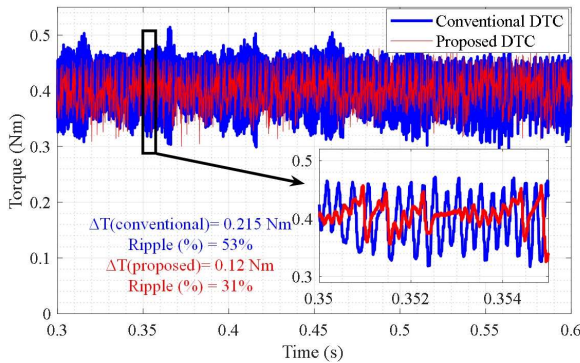 Conventional DTC
Proposed DTC
0.5
0.4
0.3
0.2
0.1
0
Torque (Nm)
ΔT(conventional)= 0.215 Nm
Ripple (%) = 53%
ΔT(proposed)= 0.12 Nm
Ripple (%) = 31%
0.5
0.4
0.3
0.35
0.352
0.354
0.3
0.35
0.4
0.45
0.5
0.55
0.6
Time (s)